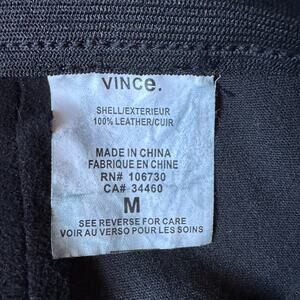 VINCe.
SHELL/EXTERIEUR
100% LEATHER/CUIR
MADE IN CHINA
FABRIQUE EN CHINE
RN# 106730
CA# 34460
M
SEE REVERSE FOR CARE
VOIR AU VERSO POUR LES SOINS